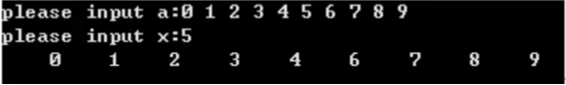 please input a:0 1 2 3 4 5 6 7 8 9
please input x:5
0 1 2 3 4 6 7 8 9